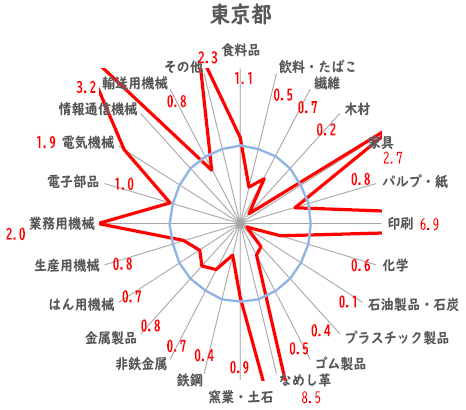 東京都
食料品
1.1
飲料・たばこ
0.5
繊維
0.7
木材
0.2
家具
2.7
パルプ・紙
0.8
印刷
6.9
化学
0.6
石油製品・石炭
0.1
プラスチック製品
0.4
ゴム製品
0.5
なめし革
8.5
窯業・土石
0.9
鉄鋼
0.4
非鉄金属
0.7
金属製品
0.8
はん用機械
0.7
生産用機械
0.8
業務用機械
2.0
電子部品
1.0
電気機械
1.9
情報通信機械
3.2
輸送用機械
0.8
その他
2.3